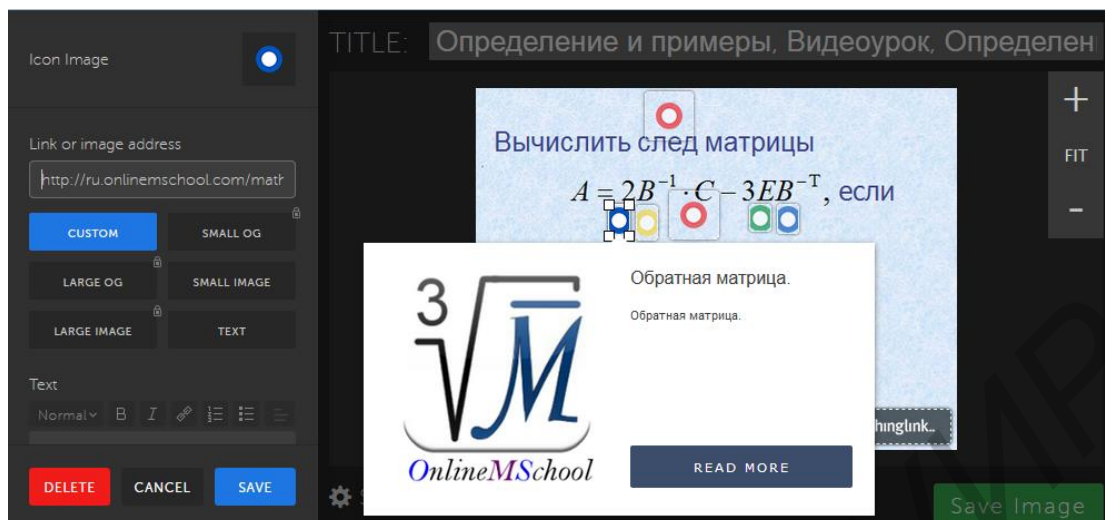 TITLE: Определение и примеры, Видеоурок, Определен
Icon Image
Link or image address
http://ru.onlinemschool.com/math
CUSTOM
SMALL OG
LARGE OG
SMALL IMAGE
LARGE IMAGE
TEXT
Text
Normal
B I
DELETE
CANCEL
SAVE
Вычислить след матрицы
A = 2B⁻¹ · C − 3EB⁻ᵀ, если
FIT
3
M
OnlineMSchool
Обратная матрица.
Обратная матрица.
READ MORE
hinglink..
Save Image